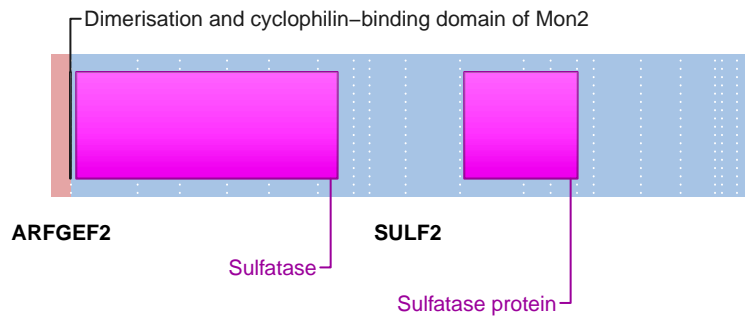 Dimerisation and cyclophilin−binding domain of Mon2
ARFGEF2
SULF2
Sulfatase
Sulfatase protein